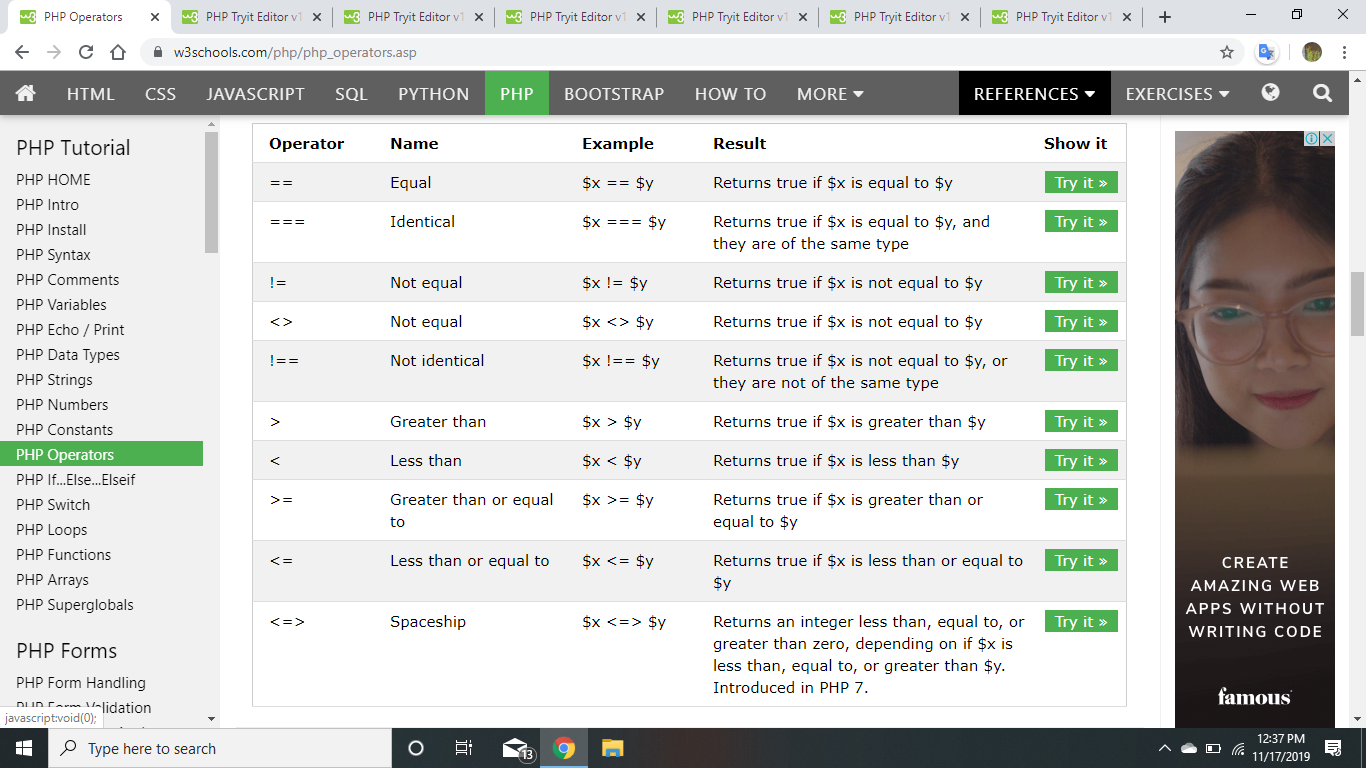 PHP Operators
PHP Tryit Editor v1
PHP Tryit Editor v1
PHP Tryit Editor v1
PHP Tryit Editor v1
PHP Tryit Editor v1
PHP Tryit Editor v1
w3schools.com/php/php_operators.asp
HTML CSS JAVASCRIPT SQL PYTHON PHP BOOTSTRAP HOW TO MORE REFERENCES EXERCISES
PHP Tutorial
PHP HOME
PHP Intro
PHP Install
PHP Syntax
PHP Comments
PHP Variables
PHP Echo / Print
PHP Data Types
PHP Strings
PHP Numbers
PHP Constants
PHP Operators
PHP If...Else...Elseif
PHP Switch
PHP Loops
PHP Functions
PHP Arrays
PHP Superglobals
PHP Forms
PHP Form Handling
PHP Form Validation
javascript:void(0);
Operator Name Example Result Show it
== Equal $x == $y Returns true if $x is equal to $y Try it »
=== Identical $x === $y Returns true if $x is equal to $y, and Try it »
they are of the same type
!= Not equal $x != $y Returns true if $x is not equal to $y Try it »
<> Not equal $x <> $y Returns true if $x is not equal to $y Try it »
!== Not identical $x !== $y Returns true if $x is not equal to $y, or Try it »
they are not of the same type
> Greater than $x > $y Returns true if $x is greater than $y Try it »
< Less than $x < $y Returns true if $x is less than $y Try it »
>= Greater than or equal $x >= $y Returns true if $x is greater than or Try it »
to equal to $y
<= Less than or equal to $x <= $y Returns true if $x is less than or equal to Try it »
$y
<=> Spaceship $x <=> $y Returns an integer less than, equal to, or Try it »
greater than zero, depending on if $x is
less than, equal to, or greater than $y.
Introduced in PHP 7.
CREATE
AMAZING WEB
APPS WITHOUT
WRITING CODE
famous
Type here to search
13
12:37 PM
11/17/2019